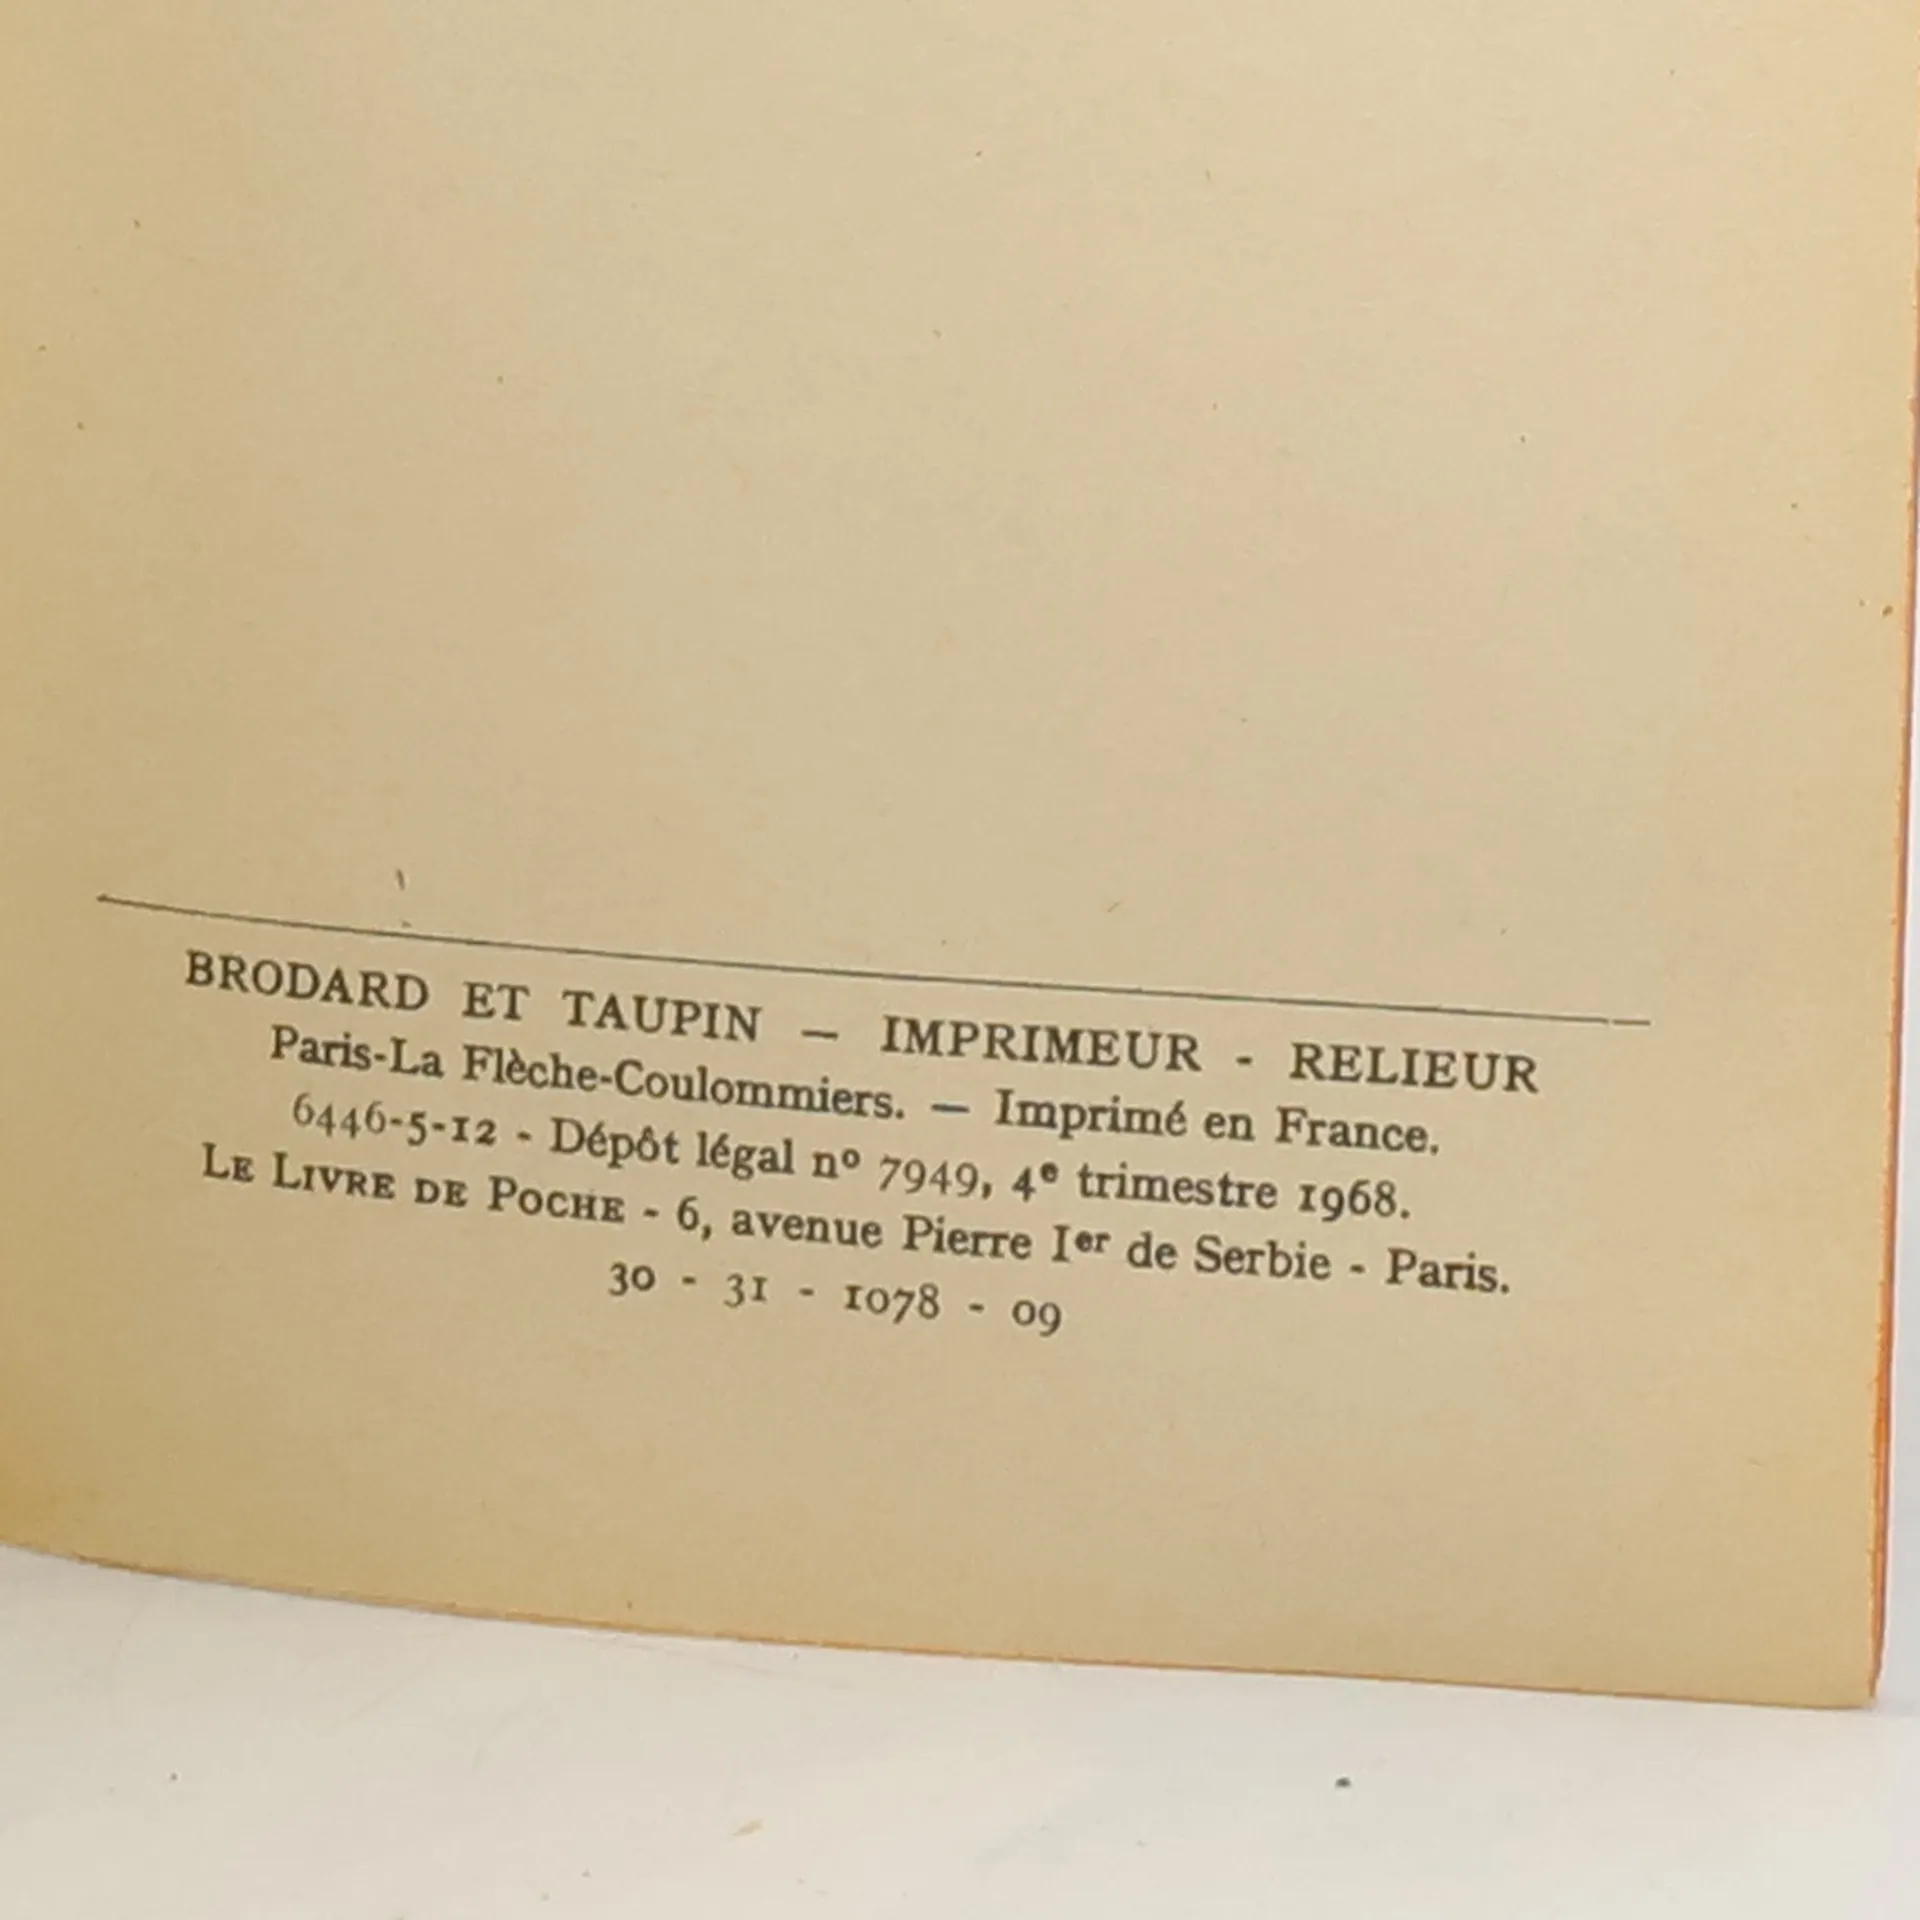 BRODARD ET TAUPIN — IMPRIMEUR - RELIEUR
Paris-La Flèche-Coulommiers. — Imprimé en France.
6446-5-12 - Dépôt légal nº 7949, 4e trimestre 1968.
LE LIVRE DE POCHE - 6, avenue Pierre Ier de Serbie - Paris.
30 - 31 - 1078 - 09